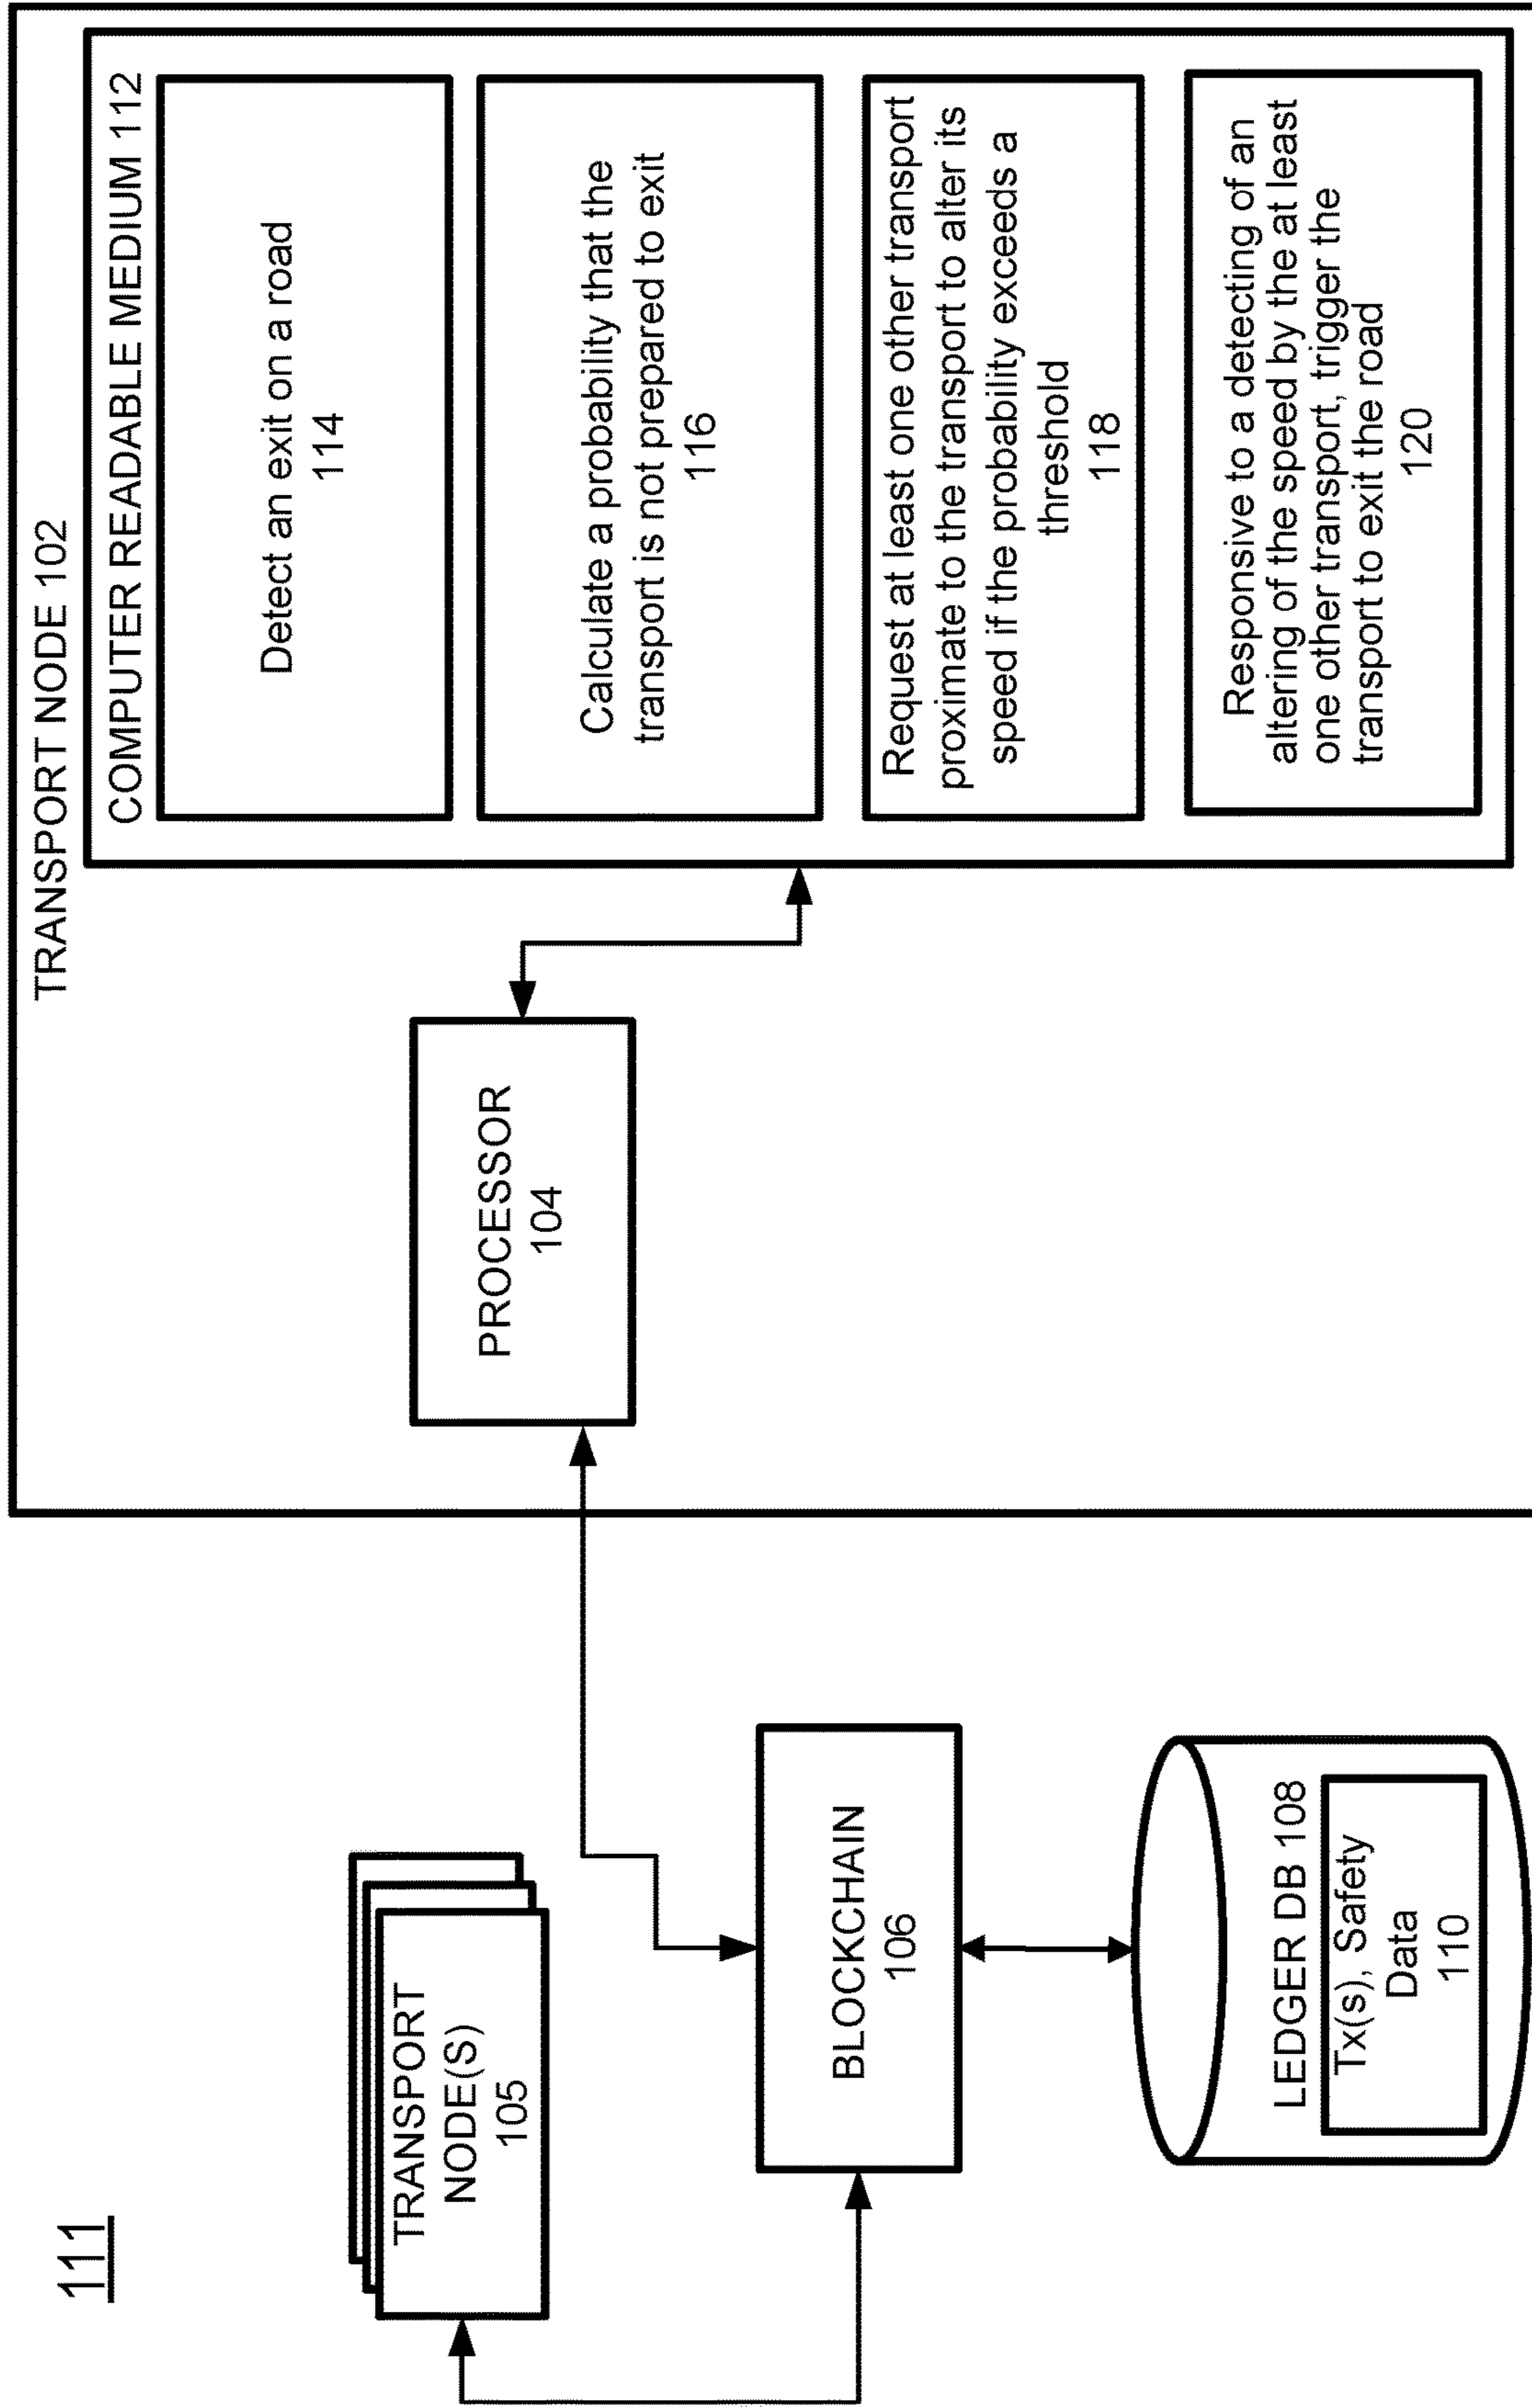 111
TRANSPORT NODE 102
COMPUTER READABLE MEDIUM 112
Detect an exit on a road
114
Calculate a probability that the
transport is not prepared to exit
116
Request at least one other transport
proximate to the transport to alter its
speed if the probability exceeds a
threshold
118
Responsive to a detecting of an
altering of the speed by the at least
one other transport, trigger the
transport to exit the road
120
PROCESSOR
104
TRANSPORT
NODE(S)
105
BLOCKCHAIN
106
LEDGER DB 108
Tx(s), Safety
Data
110